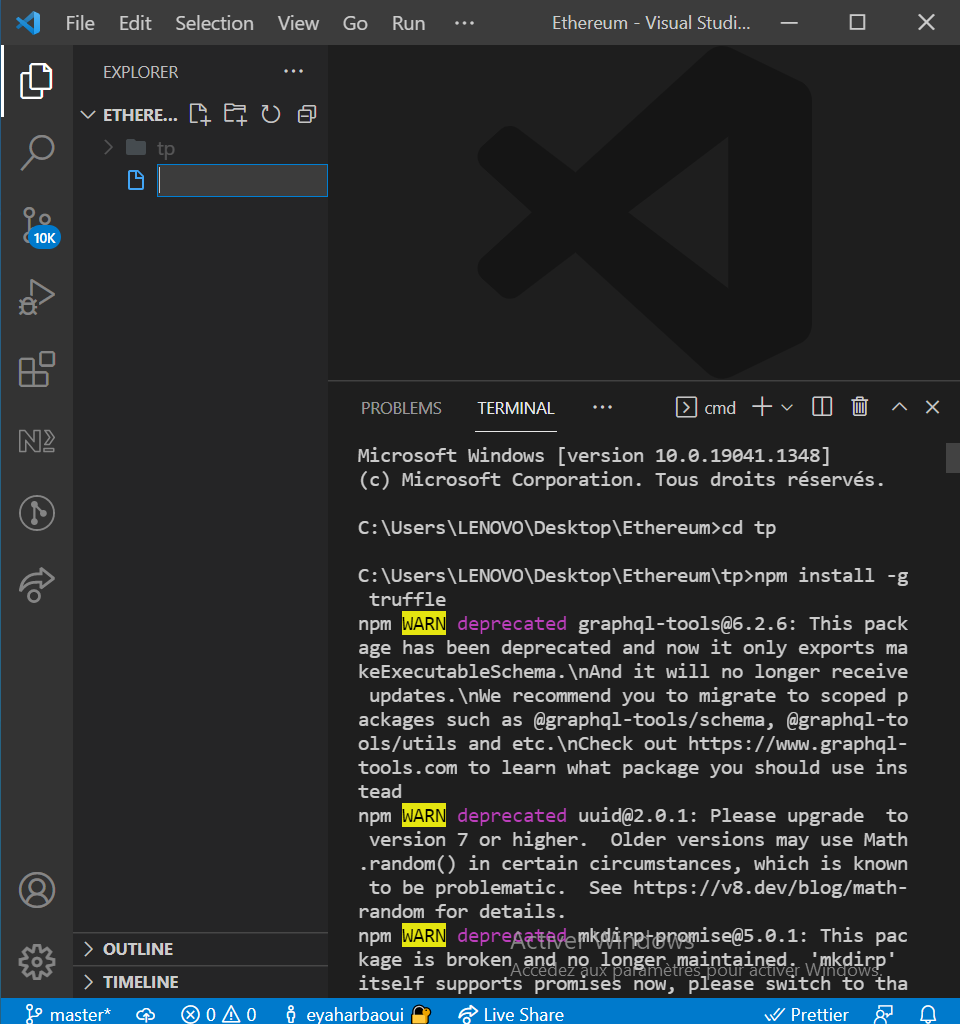 File Edit Selection View Go Run ··· Ethereum - Visual Studi...
EXPLORER ···
ETHERE...
tp
10K
PROBLEMS TERMINAL ··· cmd
Microsoft Windows [version 10.0.19041.1348]
(c) Microsoft Corporation. Tous droits réservés.
C:\Users\LENOVO\Desktop\Ethereum>cd tp
C:\Users\LENOVO\Desktop\Ethereum\tp>npm install -g
truffle
npm WARN deprecated graphql-tools@6.2.6: This pack
age has been deprecated and now it only exports ma
keExecutableSchema.\nAnd it will no longer receive
updates.\nWe recommend you to migrate to scoped p
ackages such as @graphql-tools/schema, @graphql-to
ols/utils and etc.\nCheck out https://www.graphql-
tools.com to learn what package you should use ins
tead
npm WARN deprecated uuid@2.0.1: Please upgrade  to
version 7 or higher.  Older versions may use Math
.random() in certain circumstances, which is known
to be problematic.  See https://v8.dev/blog/math-
random for details.
npm WARN deprecated mkdirp-promise@5.0.1: This pac
kage is broken and no longer maintained. 'mkdirp'
itself supports promises now, please switch to tha
Activer Windows
Accédez aux paramètres pour activer Windows.
OUTLINE
TIMELINE
master* 0 0 eyaharbaoui Live Share Prettier